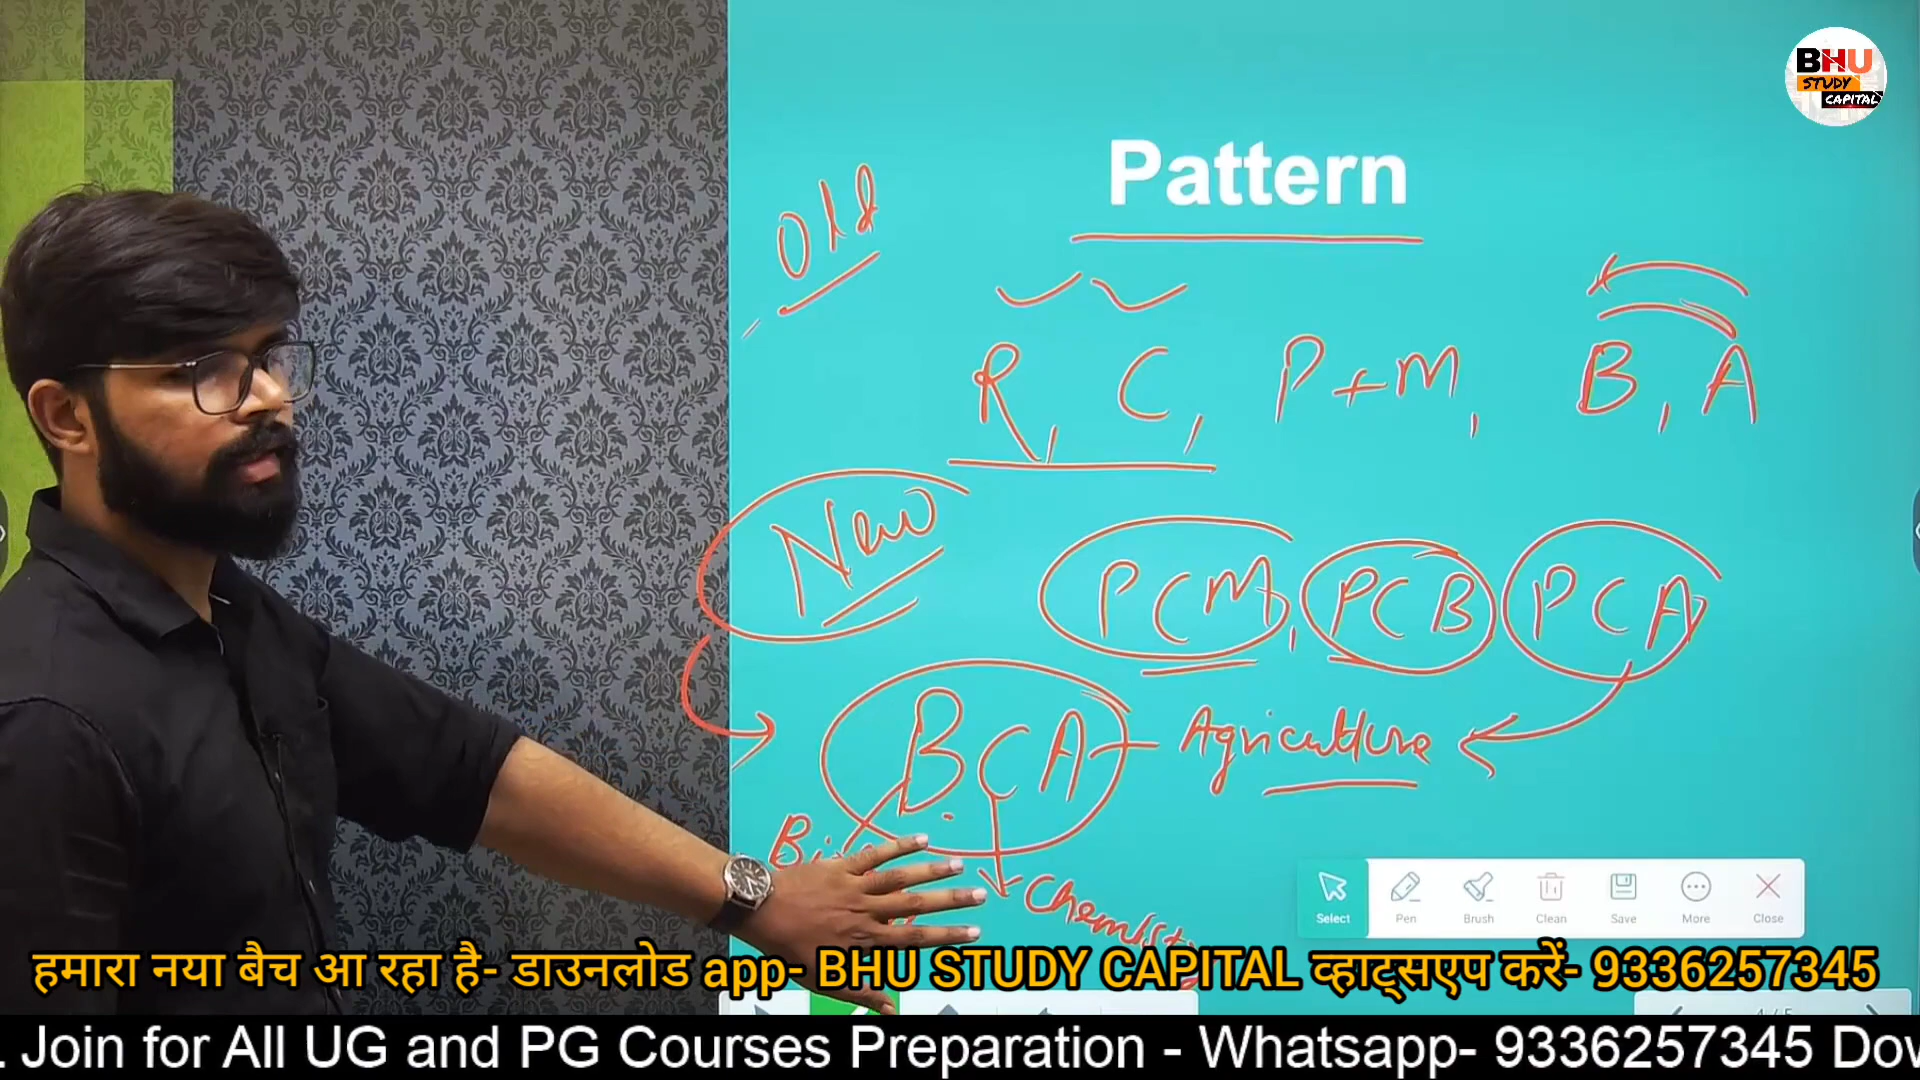 BHU
STUDY
CAPITAL
Pattern
Old
R, C, P+M, B, A
New
PCM, PCB PCA
BCA - Agriculture
Chemistry
Select Pen Brush Clean Save More Close
हमारा नया बैच आ रहा है- डाउनलोड app- BHU STUDY CAPITAL व्हाट्सएप करें- 9336257345
. Join for All UG and PG Courses Preparation - Whatsapp- 9336257345